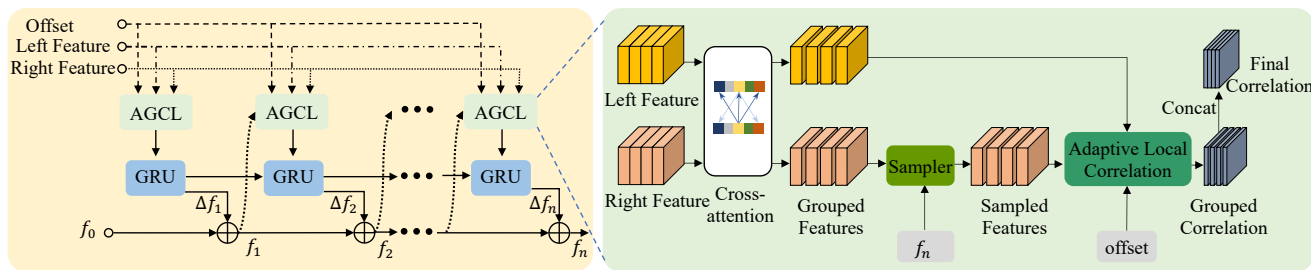 Offset
Left Feature
Right Feature
AGCL
AGCL
AGCL
GRU
GRU
GRU
Δf₁
Δf₂
Δfₙ
f₀
f₁
f₂
fₙ
Left Feature
Right Feature
Cross-
attention
Grouped
Features
Sampler
fₙ
Sampled
Features
Adaptive Local
Correlation
offset
Concat
Final
Correlation
Grouped
Correlation